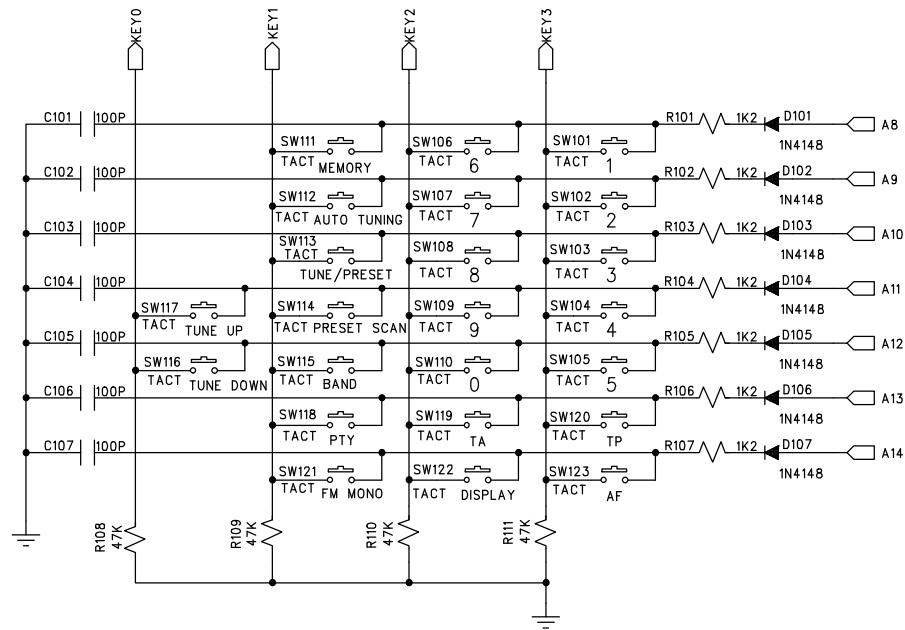 KEY0 KEY1 KEY2 KEY3
C101 100P R101 1K2 D101 A8
1N4148
SW111 SW106 SW101
TACT MEMORY TACT 6 TACT 1
C102 100P R102 1K2 D102 A9
1N4148
SW112 SW107 SW102
TACT AUTO TUNING TACT 7 TACT 2
C103 100P R103 1K2 D103 A10
1N4148
SW113 SW108 SW103
TACT TUNE/PRESET TACT 8 TACT 3
C104 100P R104 1K2 D104 A11
1N4148
SW117 SW114 SW109 SW104
TACT TUNE UP TACT PRESET SCAN TACT 9 TACT 4
C105 100P R105 1K2 D105 A12
1N4148
SW116 SW115 SW110 SW105
TACT TUNE DOWN TACT BAND TACT 0 TACT 5
C106 100P R106 1K2 D106 A13
1N4148
SW118 SW119 SW120
TACT PTY TACT TA TACT TP
C107 100P R107 1K2 D107 A14
1N4148
SW121 SW122 SW123
TACT FM MONO TACT DISPLAY TACT AF
R108 47K R109 47K R110 47K R111 47K